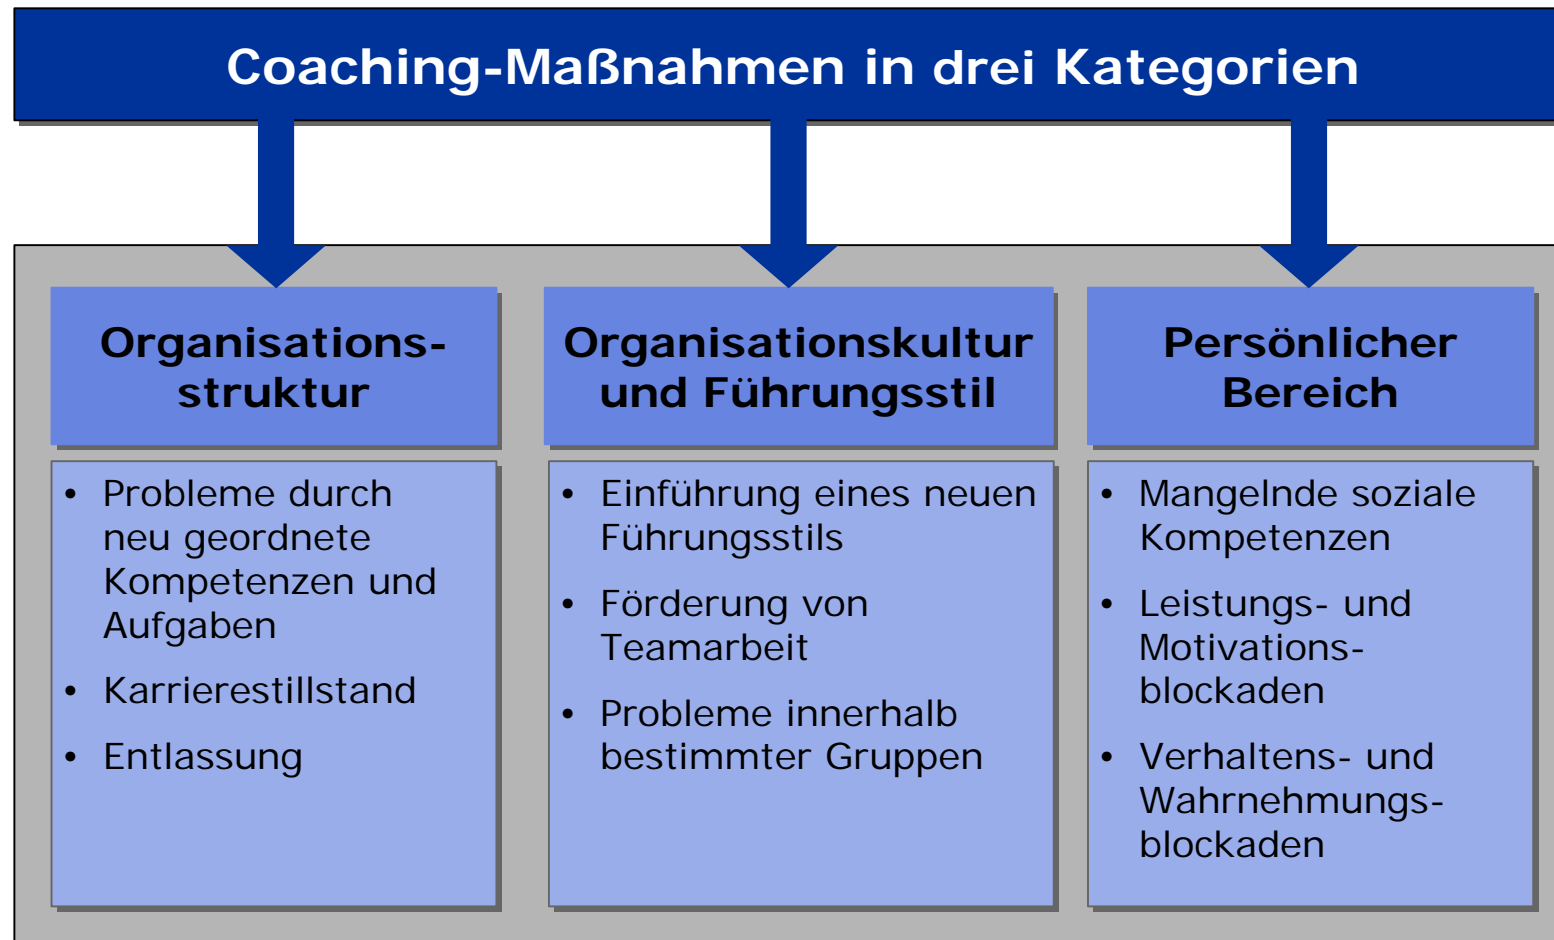 Coaching-Maßnahmen in drei Kategorien
Organisations-
struktur
• Probleme durch
neu geordnete
Kompetenzen und
Aufgaben
• Karrierestillstand
• Entlassung
Organisationskultur
und Führungsstil
• Einführung eines neuen
Führungsstils
• Förderung von
Teamarbeit
• Probleme innerhalb
bestimmter Gruppen
Persönlicher
Bereich
• Mangelnde soziale
Kompetenzen
• Leistungs- und
Motivations-
blockaden
• Verhaltens- und
Wahrnehmungs-
blockaden